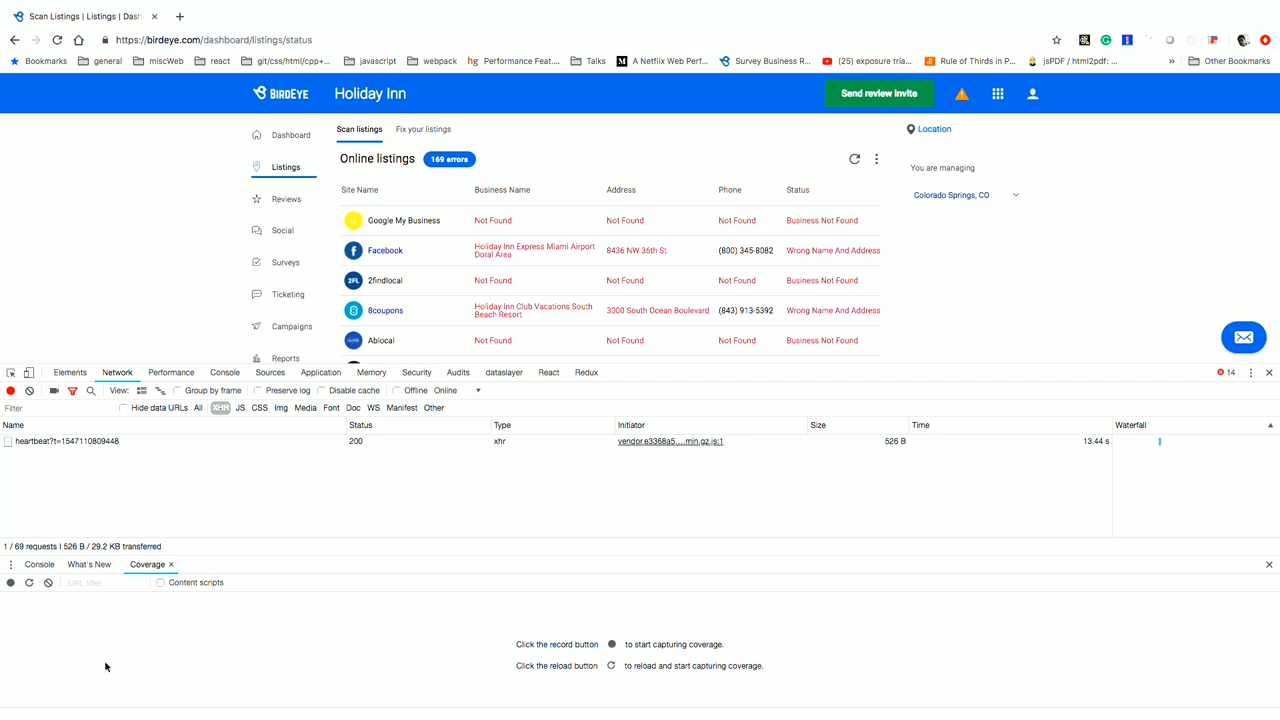 Scan Listings | Listings | Dash
https://birdeye.com/dashboard/listings/status
Bookmarks general miscWeb react git/css/html/cpp+... javascript webpack hg Performance Feat.... Talks A Netflix Web Perf... Survey Business R... (25) exposure tria... Rule of Thirds in P... jsPDF / html2pdf: ... » Other Bookmarks
BIRDEYE Holiday Inn Send review invite
Dashboard Scan listings Fix your listings Location
Online listings 169 errors
Listings You are managing
Site Name Business Name Address Phone Status
Colorado Springs, CO
Reviews
Google My Business Not Found Not Found Not Found Business Not Found
Social
Facebook Holiday Inn Express Miami Airport Doral Area 8436 NW 36th St (800) 345-8082 Wrong Name And Address
Surveys
2FL 2findlocal Not Found Not Found Not Found Business Not Found
Ticketing
8 8coupons Holiday Inn Club Vacations South Beach Resort 3000 South Ocean Boulevard (843) 913-5392 Wrong Name And Address
Campaigns
Ablocal Not Found Not Found Not Found Business Not Found
Reports
Elements Network Performance Console Sources Application Memory Security Audits dataslayer React Redux 14
View: Group by frame Preserve log Disable cache Offline Online
Filter Hide data URLs All XHR JS CSS Img Media Font Doc WS Manifest Other
Name Status Type Initiator Size Time Waterfall
heartbeat?t=1547110809448 200 xhr vendor.e3368a5....min.gz.js:1 526 B 13.44 s
1 / 69 requests | 526 B / 29.2 KB transferred
Console What's New Coverage
URL filter Content scripts
Click the record button to start capturing coverage.
Click the reload button to reload and start capturing coverage.